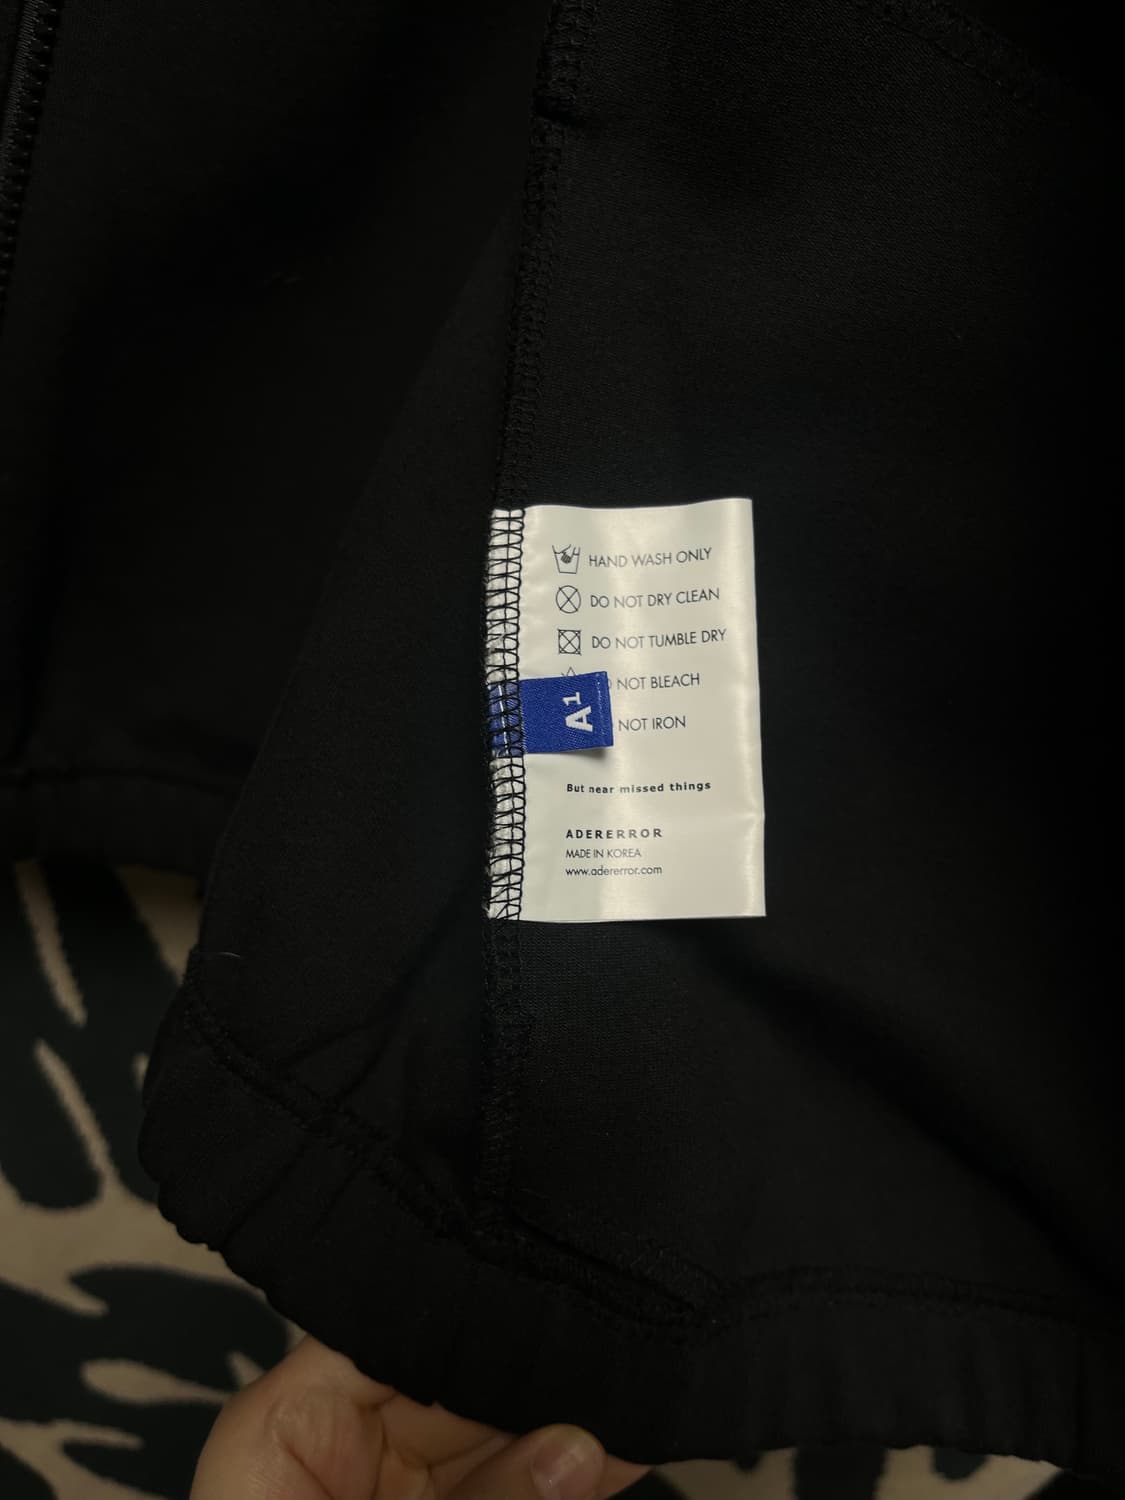 HAND WASH ONLY
DO NOT DRY CLEAN
DO NOT TUMBLE DRY
NOT BLEACH
NOT IRON
A¹
But near missed things
ADERERROR
MADE IN KOREA
www.adererror.com